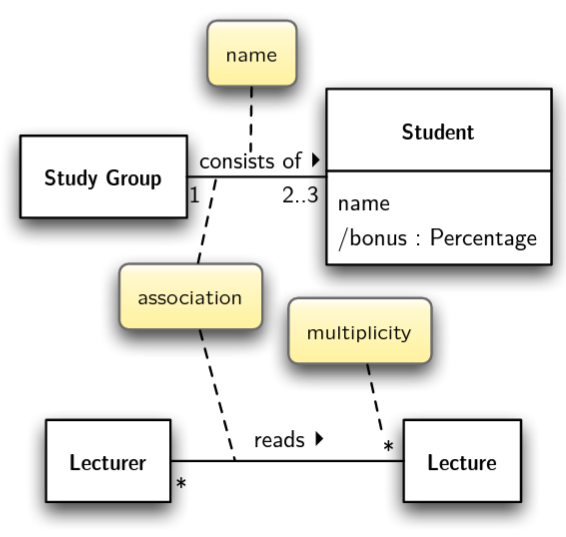 name
Student
consists of
Study Group
1
2..3
name
/bonus : Percentage
association
multiplicity
reads
*
Lecturer
Lecture
*